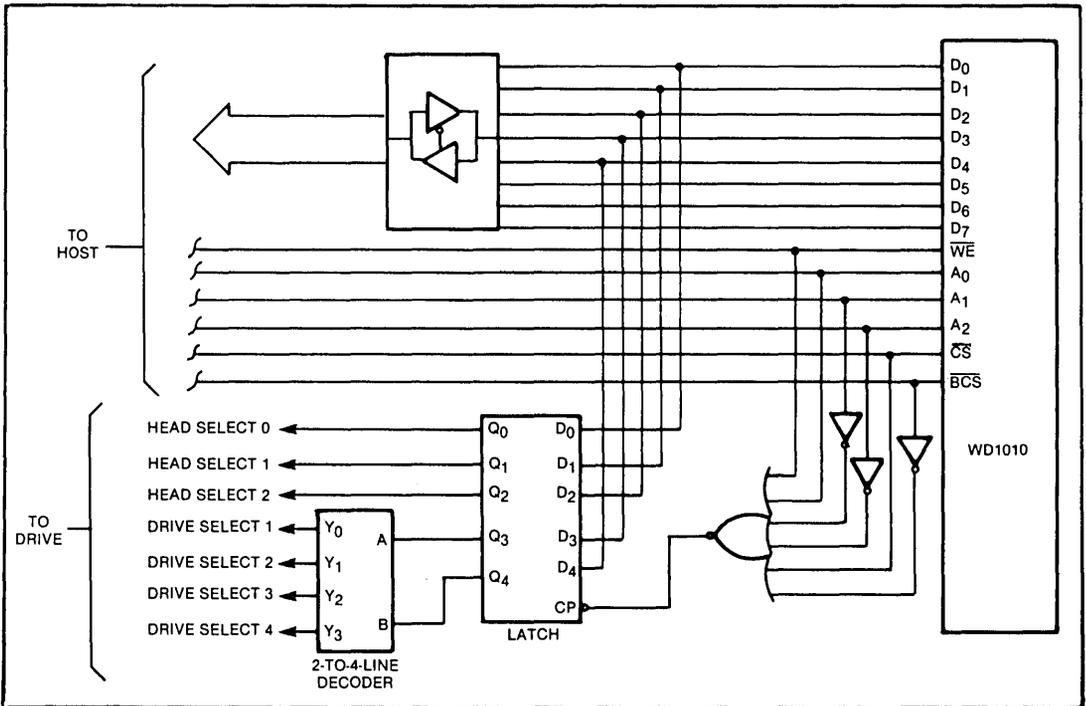 TO
HOST
D0
D1
D2
D3
D4
D5
D6
D7
WE
A0
A1
A2
CS
BCS
WD1010
TO
DRIVE
HEAD SELECT 0
HEAD SELECT 1
HEAD SELECT 2
DRIVE SELECT 1
DRIVE SELECT 2
DRIVE SELECT 3
DRIVE SELECT 4
Y0
Y1
Y2
Y3
A
B
2-TO-4-LINE
DECODER
Q0
Q1
Q2
Q3
Q4
D0
D1
D2
D3
D4
CP
LATCH